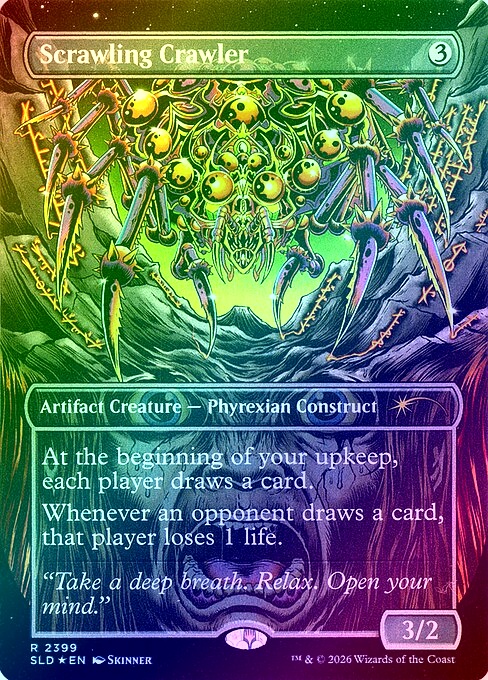 Scrawling Crawler 3
Artifact Creature — Phyrexian Construct
At the beginning of your upkeep,
each player draws a card.
Whenever an opponent draws a card,
that player loses 1 life.
“Take a deep breath. Relax. Open your
mind.”
3/2
R 2399
SLD ★ EN Skinner
™ & © 2026 Wizards of the Coast